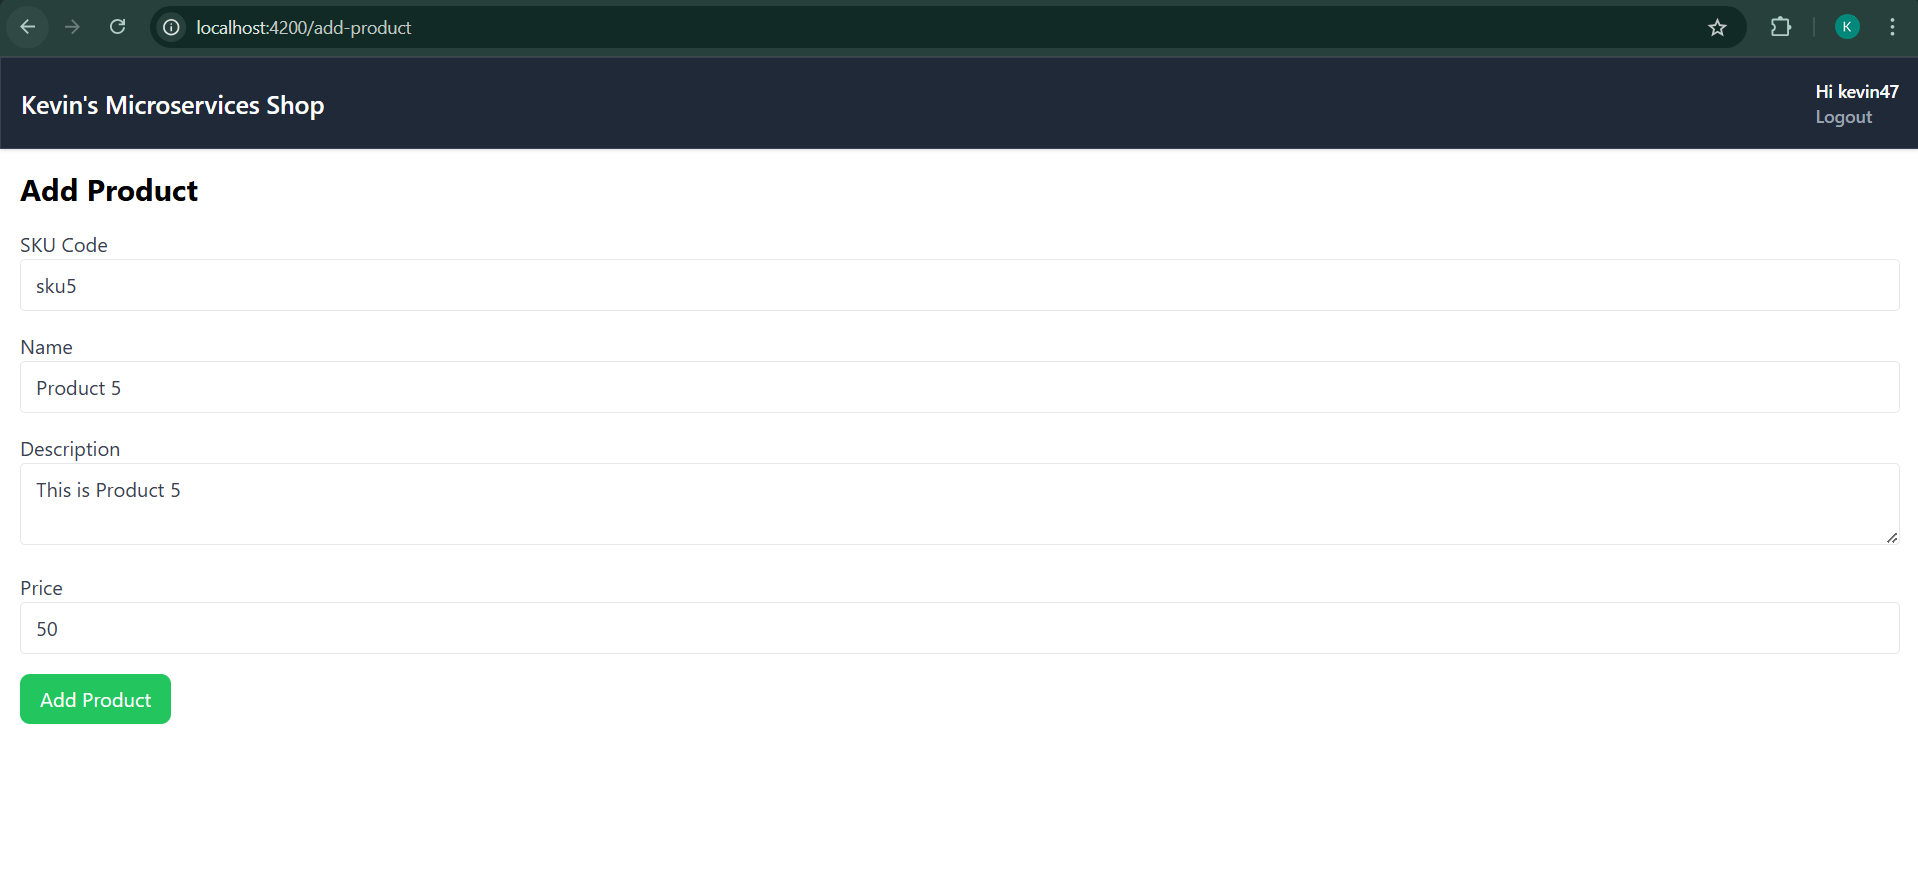 localhost:4200/add-product
K
Kevin's Microservices Shop
Hi kevin47
Logout
Add Product
SKU Code
sku5
Name
Product 5
Description
This is Product 5
Price
50
Add Product